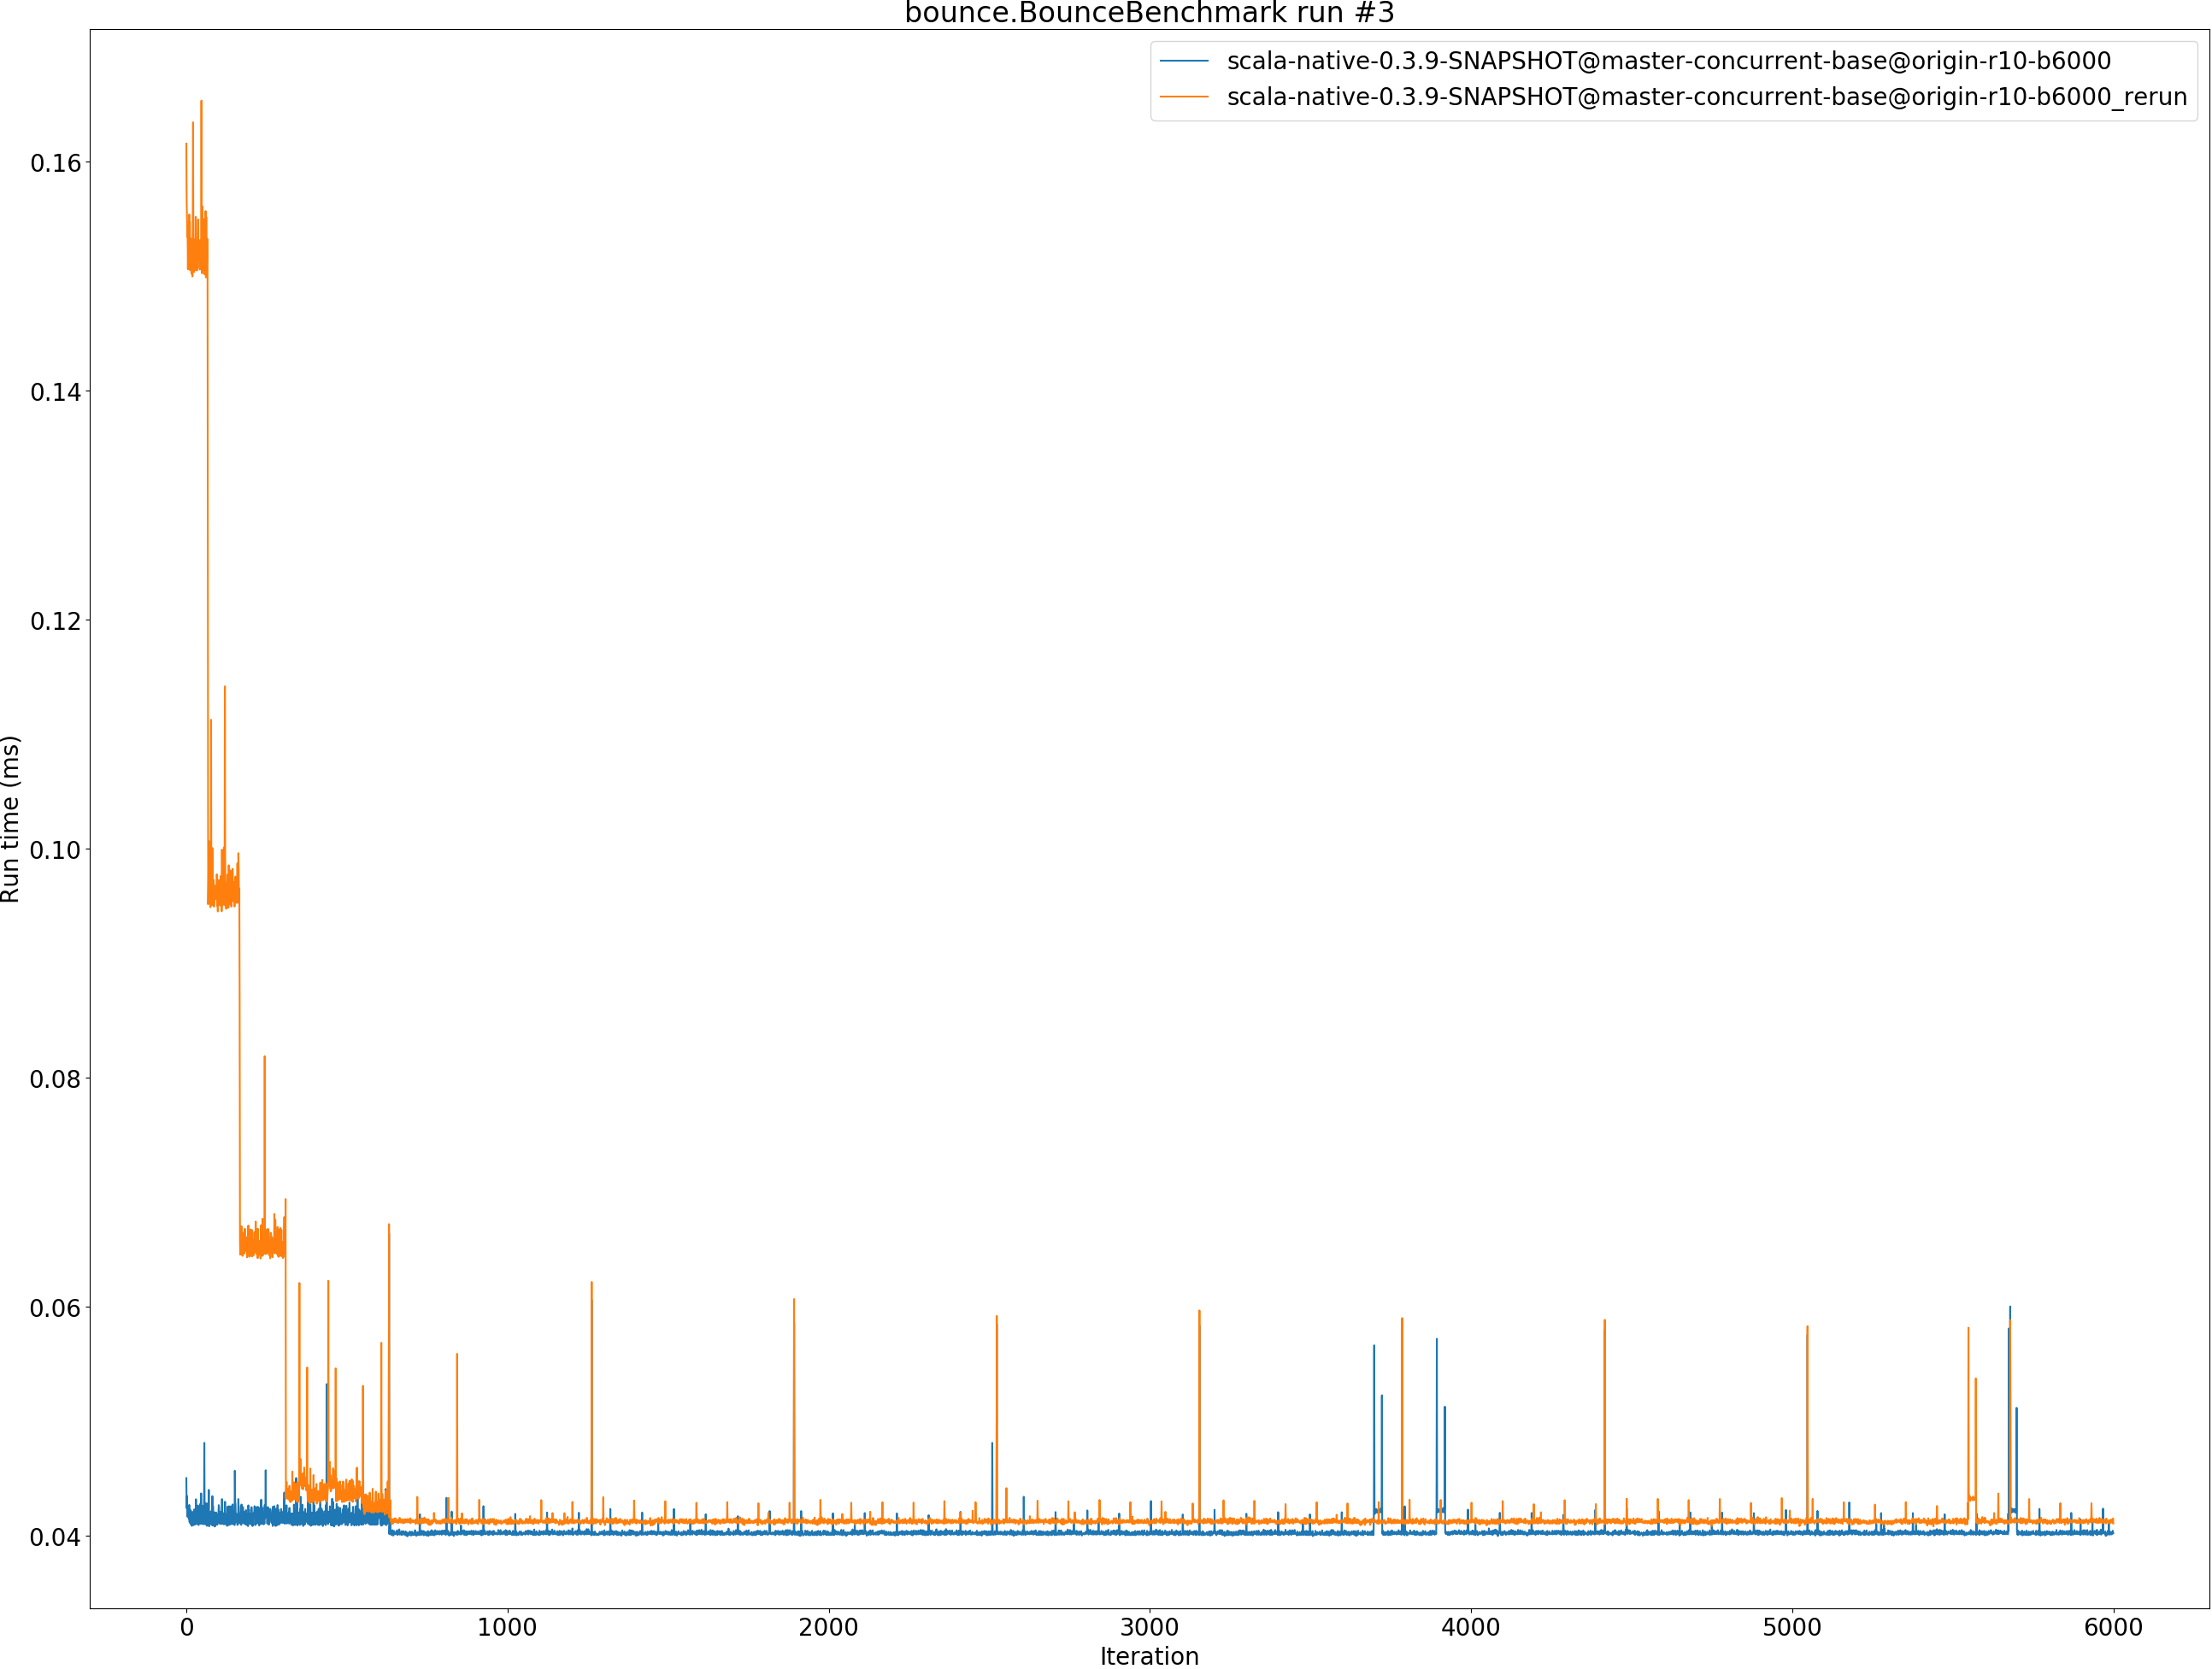 bounce.BounceBenchmark run #3
scala-native-0.3.9-SNAPSHOT@master-concurrent-base@origin-r10-b6000
scala-native-0.3.9-SNAPSHOT@master-concurrent-base@origin-r10-b6000_rerun
Run time (ms)
0.16
0.14
0.12
0.10
0.08
0.06
0.04
0 1000 2000 3000 4000 5000 6000
Iteration